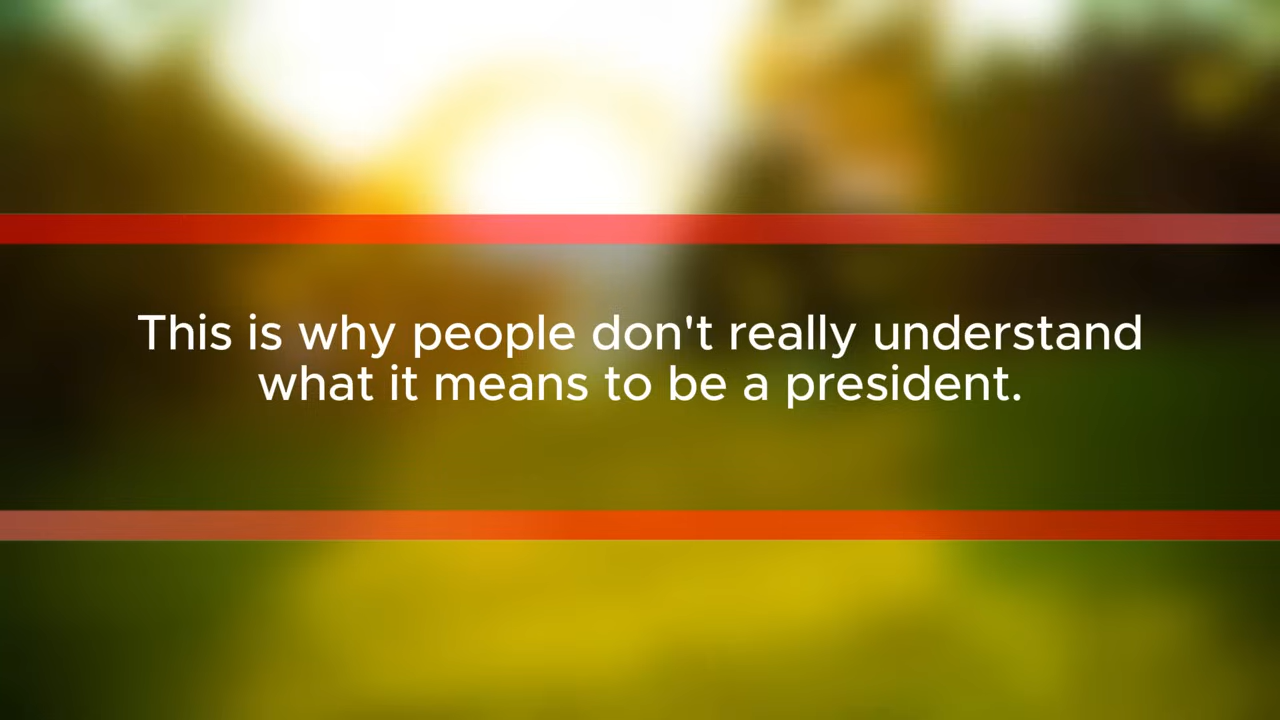 This is why people don't really understand
what it means to be a president.